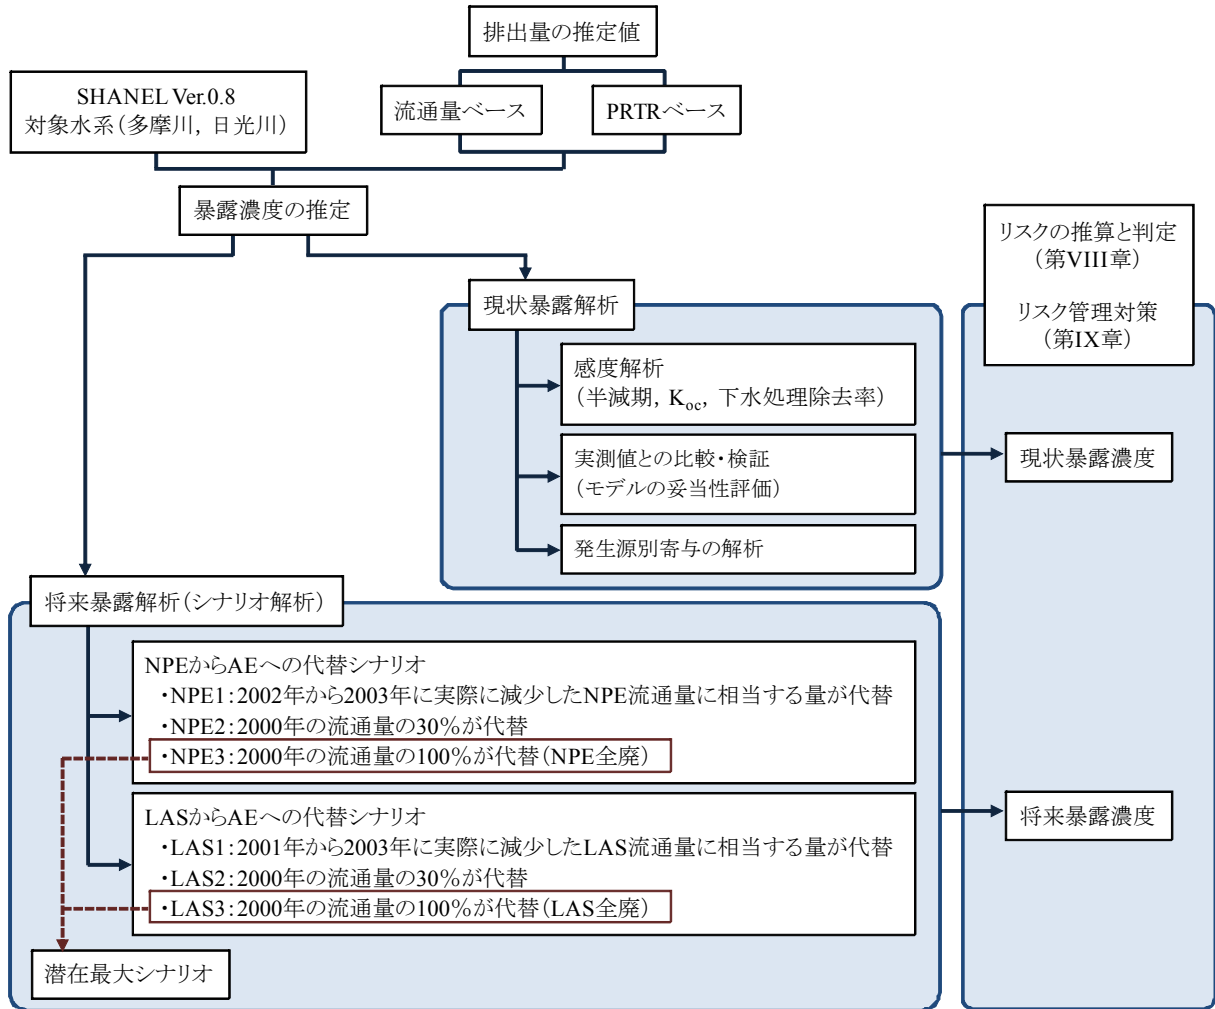 排出量の推定値
SHANEL Ver.0.8
対象水系(多摩川, 日光川)
流通量ベース
PRTRベース
暴露濃度の推定
リスクの推算と判定
(第VIII章)
リスク管理対策
(第IX章)
現状暴露解析
感度解析
(半減期, Koc, 下水処理除去率)
実測値との比較・検証
(モデルの妥当性評価)
現状暴露濃度
発生源別寄与の解析
将来暴露解析(シナリオ解析)
NPEからAEへの代替シナリオ
・NPE1:2002年から2003年に実際に減少したNPE流通量に相当する量が代替
・NPE2:2000年の流通量の30%が代替
・NPE3:2000年の流通量の100%が代替(NPE全廃)
LASからAEへの代替シナリオ
・LAS1:2001年から2003年に実際に減少したLAS流通量に相当する量が代替
・LAS2:2000年の流通量の30%が代替
・LAS3:2000年の流通量の100%が代替(LAS全廃)
将来暴露濃度
潜在最大シナリオ